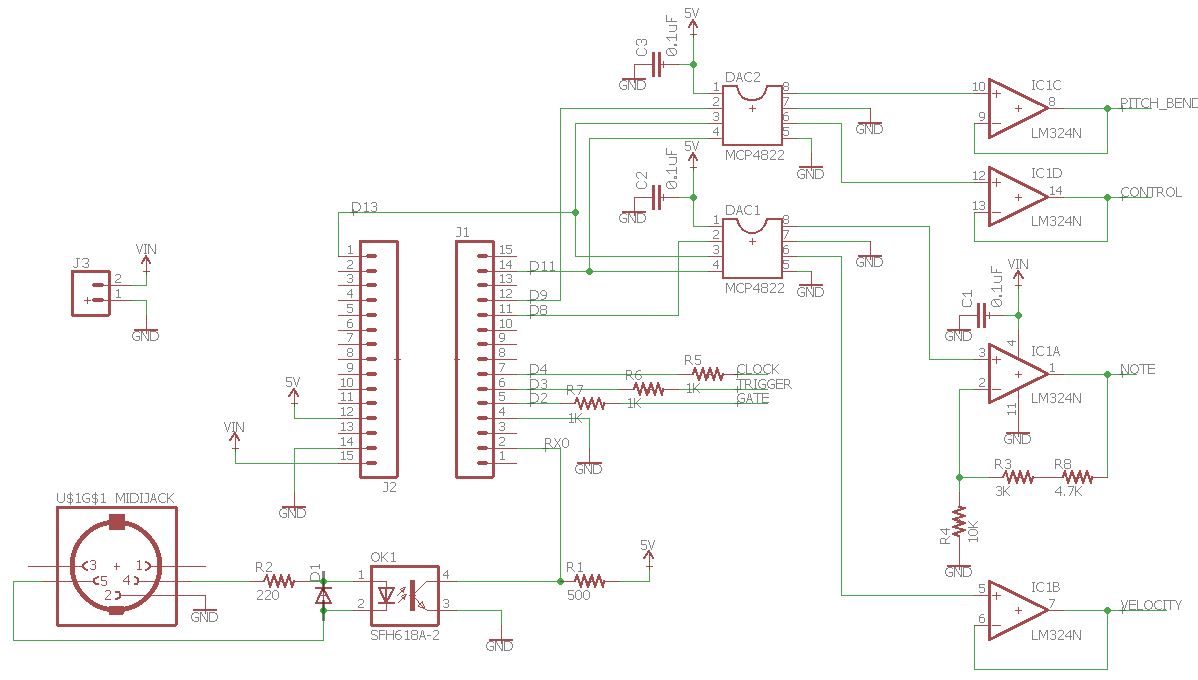 5V
C3
0.1uF
GND
DAC2
1
2
3
4
8
7
6
5
MCP4822
GND
GND
10
9
IC1C
8
LM324N
PITCH_BEND
5V
C2
0.1uF
GND
DAC1
1
2
3
4
8
7
6
5
MCP4822
GND
GND
12
13
IC1D
14
LM324N
CONTROL
VIN
J3
2
1
GND
D13
1
2
3
4
5
6
7
8
9
10
11
12
13
14
15
J2
5V
VIN
GND
J1
15
14
13
12
11
10
9
8
7
6
5
4
3
2
1
D11
D9
D8
D4
D3
D2
RX0
GND
R5
1K
R6
1K
R7
1K
CLOCK
TRIGGER
GATE
VIN
C1
0.1uF
GND
3
2
4
11
IC1A
1
LM324N
GND
NOTE
R3
3K
R8
4.7K
R4
10K
GND
U$1G$1 MIDIJACK
3
1
5
4
2
GND
R2
220
D1
OK1
1
2
4
3
SFH618A-2
GND
R1
500
5V
5
6
IC1B
7
LM324N
VELOCITY